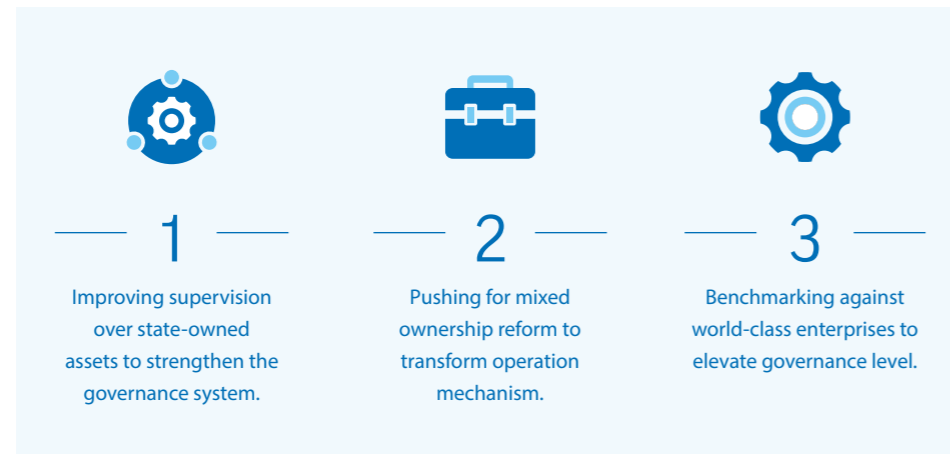 1
Improving supervision
over state-owned
assets to strengthen the
governance system.
2
Pushing for mixed
ownership reform to
transform operation
mechanism.
3
Benchmarking against
world-class enterprises to
elevate governance level.